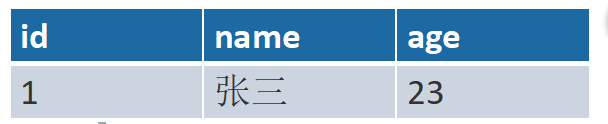 id name age
1 张三 23